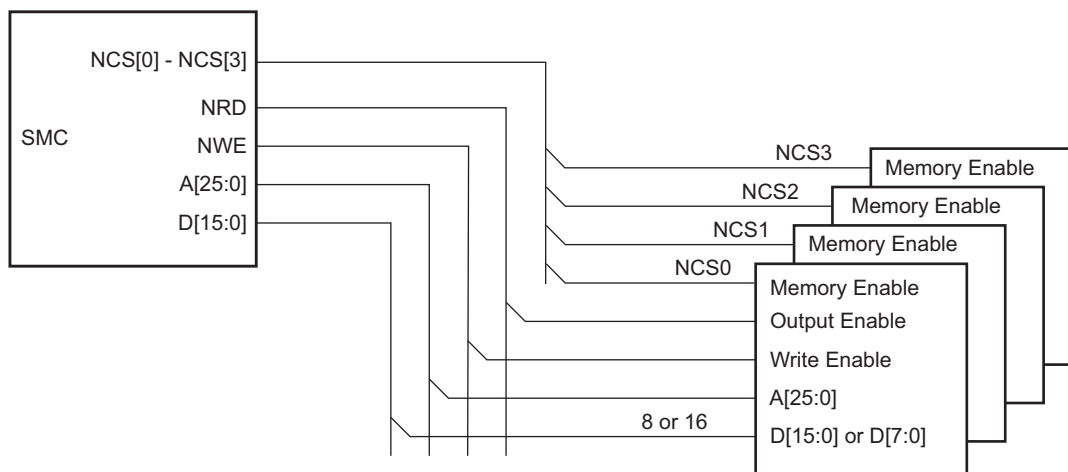 NCS[0] - NCS[3]
NRD
SMC
NWE
A[25:0]
D[15:0]
NCS3
Memory Enable
NCS2
Memory Enable
NCS1
Memory Enable
NCS0
Memory Enable
Output Enable
Write Enable
A[25:0]
8 or 16
D[15:0] or D[7:0]